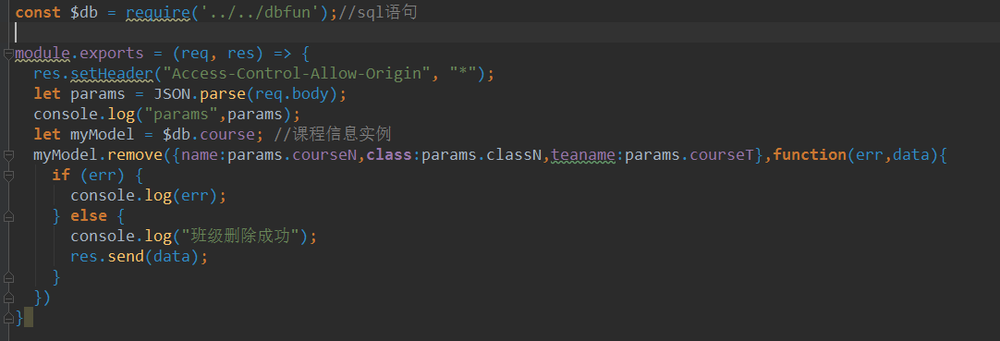 const $db = require('../../dbfun');//sql语句
module.exports = (req, res) => {
res.setHeader("Access-Control-Allow-Origin", "*");
let params = JSON.parse(req.body);
console.log("params",params);
let myModel = $db.course; //课程信息实例
myModel.remove({name:params.courseN,class:params.classN,teaname:params.courseT},function(err,data){
if (err) {
console.log(err);
} else {
console.log("班级删除成功");
res.send(data);
}
})
}